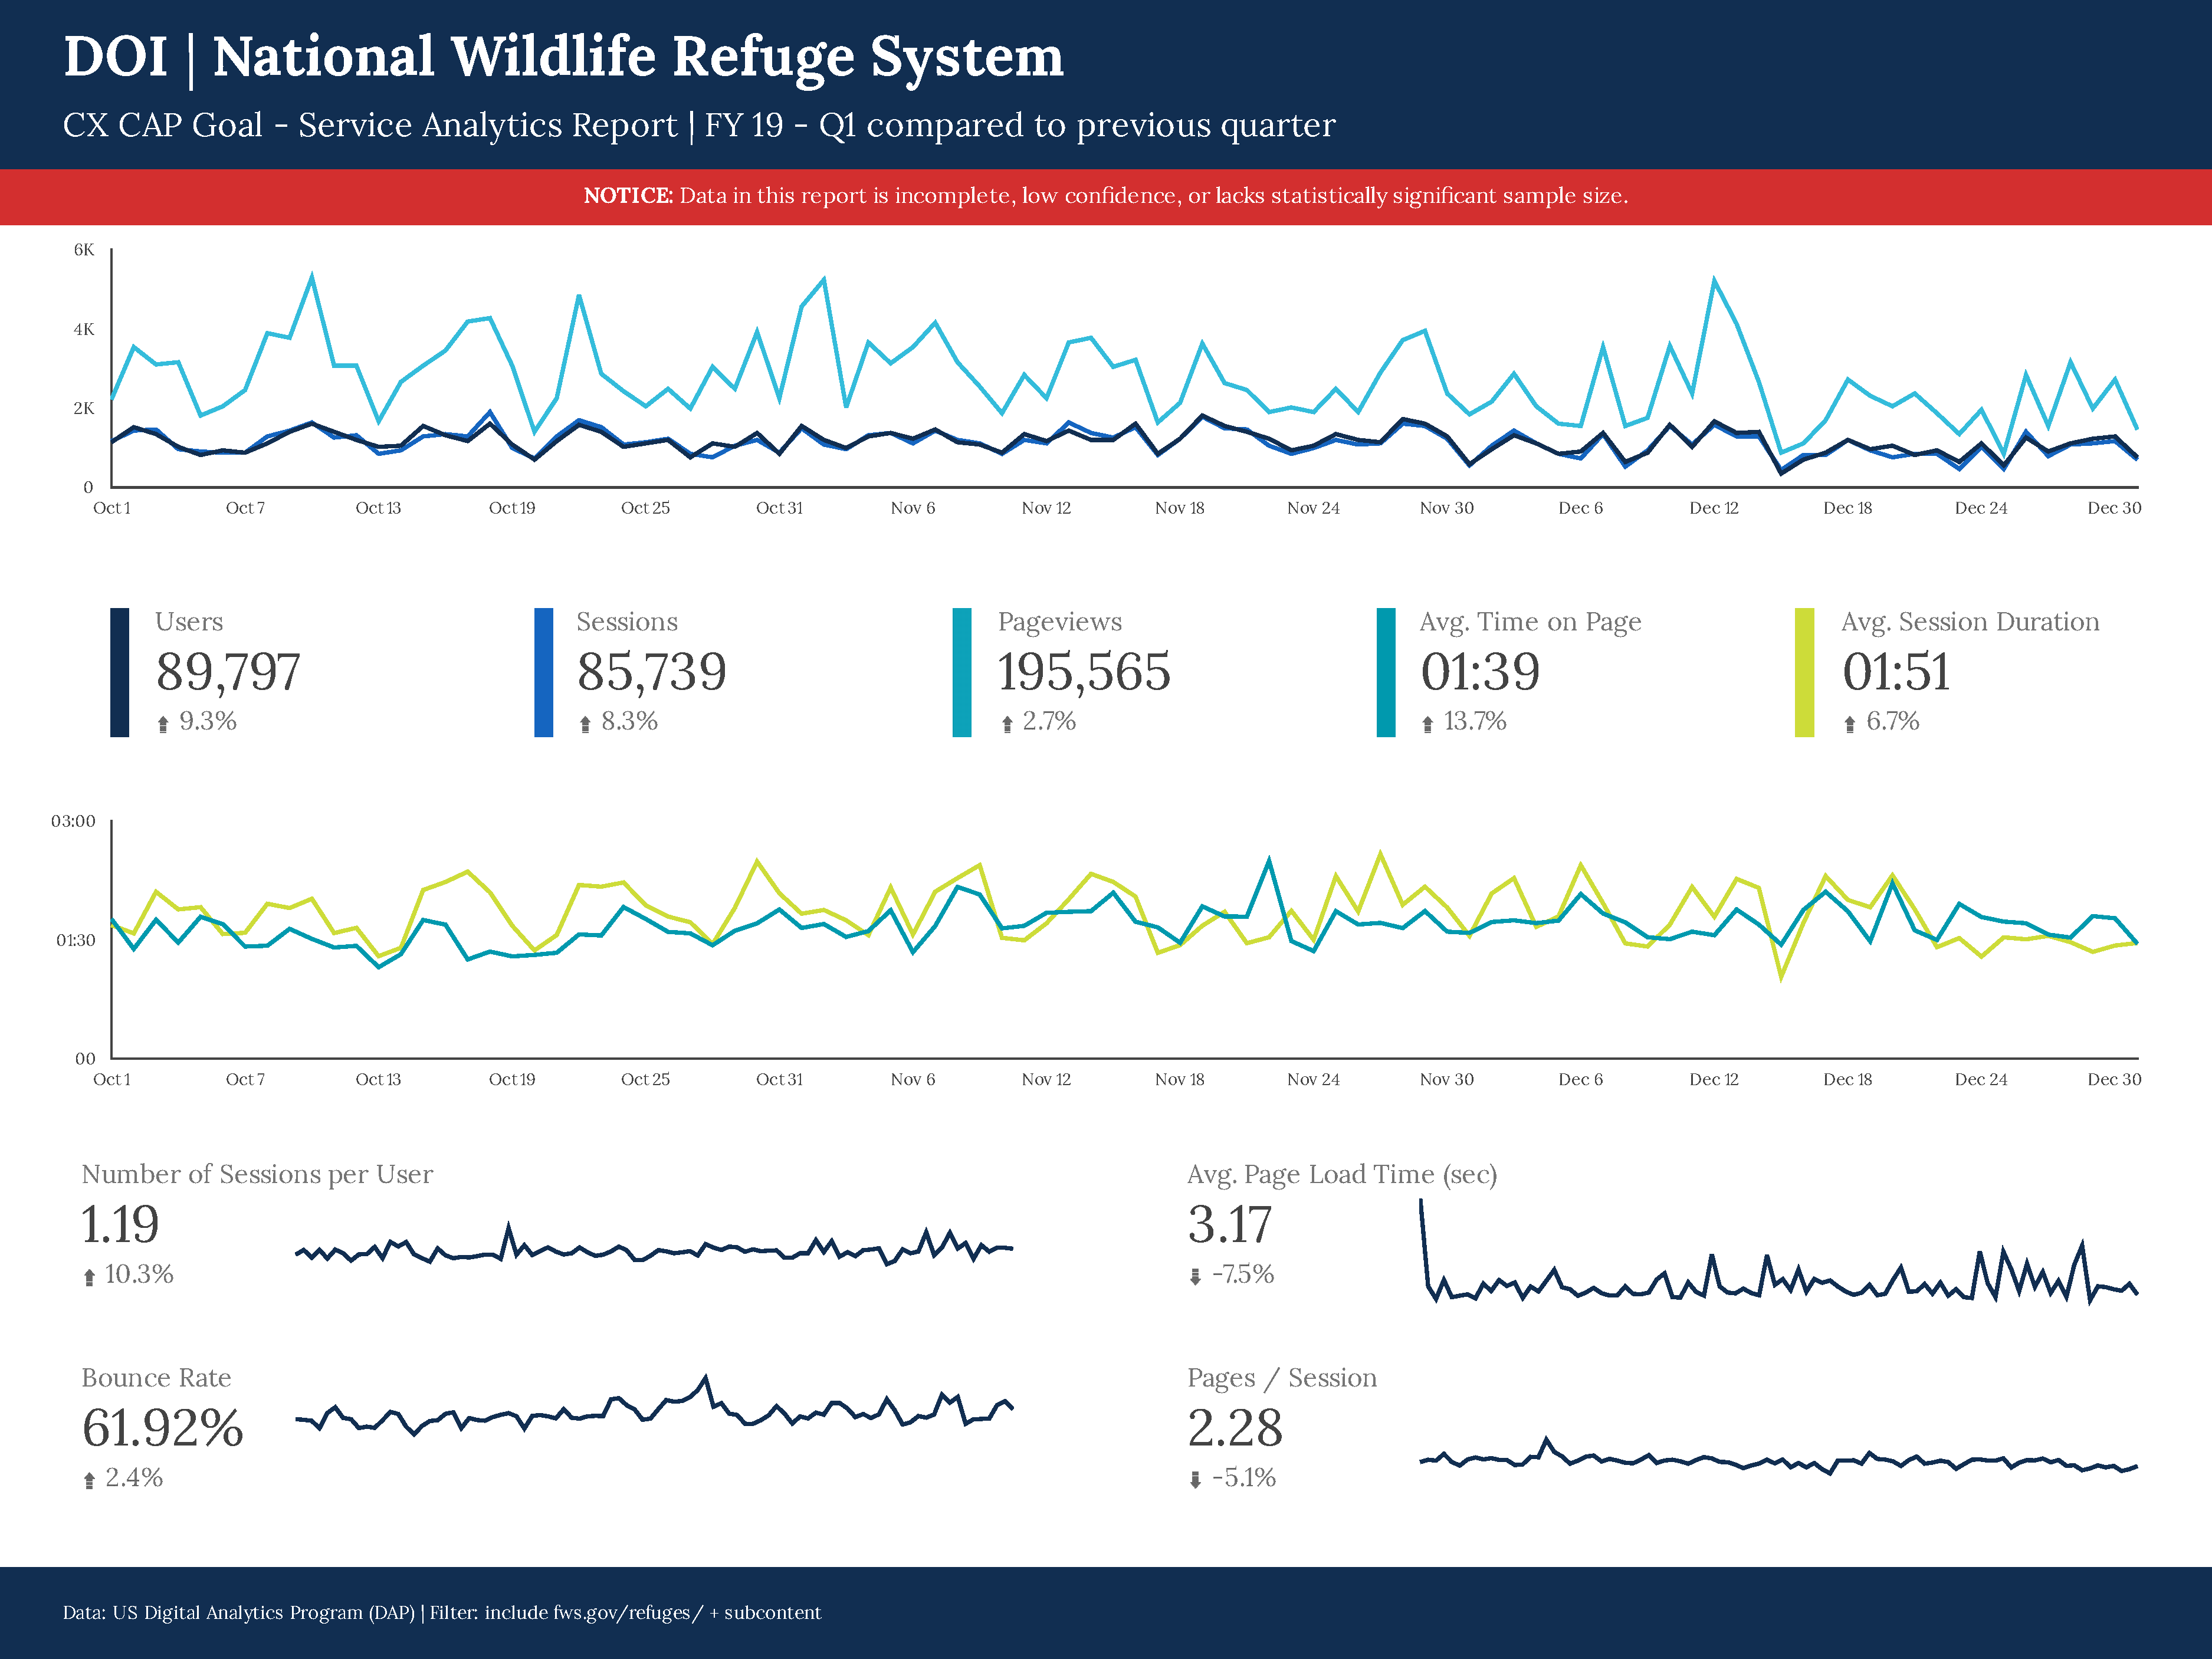 DOI | National Wildlife Refuge System
CX CAP Goal - Service Analytics Report | FY 19 - Q1 compared to previous quarter
NOTICE: Data in this report is incomplete, low confidence, or lacks statistically significant sample size.
6K
4K
2K
0
Oct 1 Oct 7 Oct 13 Oct 19 Oct 25 Oct 31 Nov 6 Nov 12 Nov 18 Nov 24 Nov 30 Dec 6 Dec 12 Dec 18 Dec 24 Dec 30
Users
89,797
9.3%
Sessions
85,739
8.3%
Pageviews
195,565
2.7%
Avg. Time on Page
01:39
13.7%
Avg. Session Duration
01:51
6.7%
03:00
01:30
00
Oct 1 Oct 7 Oct 13 Oct 19 Oct 25 Oct 31 Nov 6 Nov 12 Nov 18 Nov 24 Nov 30 Dec 6 Dec 12 Dec 18 Dec 24 Dec 30
Number of Sessions per User
1.19
10.3%
Avg. Page Load Time (sec)
3.17
-7.5%
Bounce Rate
61.92%
2.4%
Pages / Session
2.28
-5.1%
Data: US Digital Analytics Program (DAP) | Filter: include fws.gov/refuges/ + subcontent